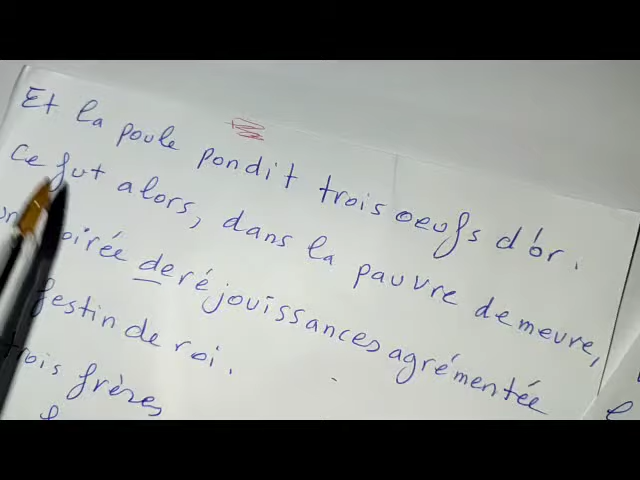 Et la poule pondit trois oeufs d'or.
Ce fut alors, dans la pauvre demeure,
de réjouissances agrémentée
festin de roi.
trois frères